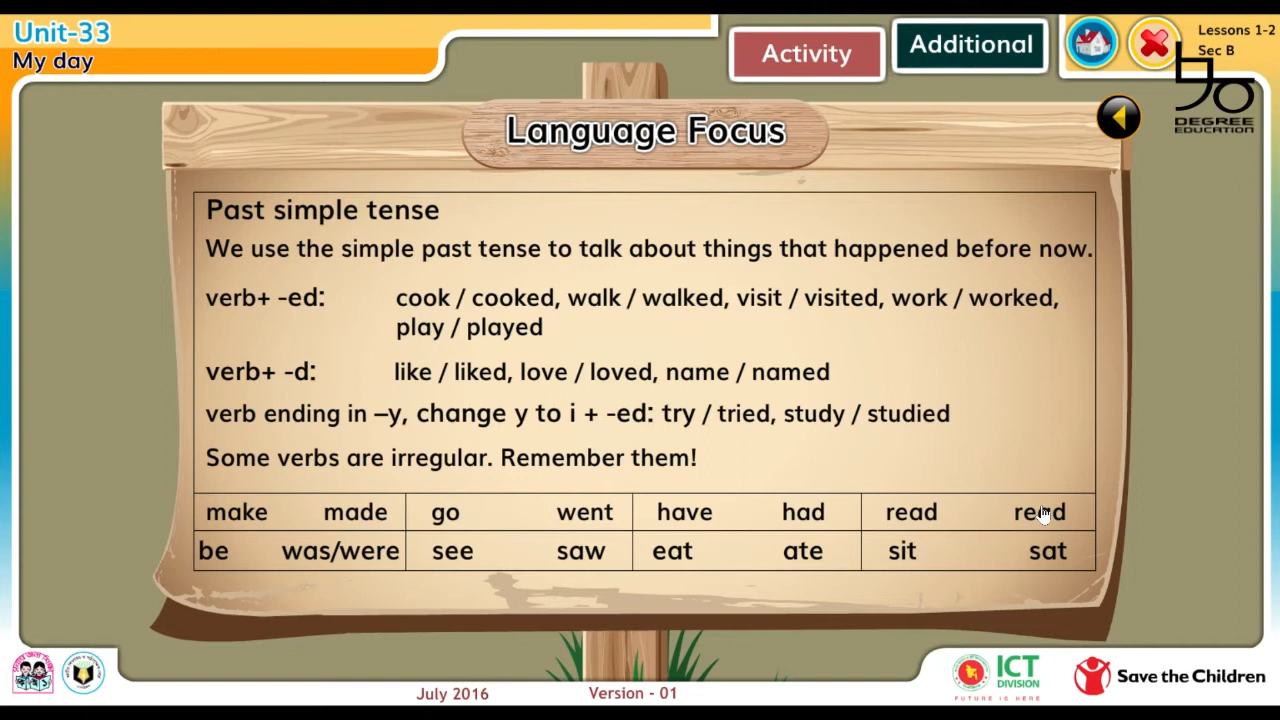 Unit-33
My day
Activity
Additional
Lessons 1-2
Sec B
DEGREE
EDUCATION
Language Focus
Past simple tense
We use the simple past tense to talk about things that happened before now.
verb+ -ed: cook / cooked, walk / walked, visit / visited, work / worked,
play / played
verb+ -d: like / liked, love / loved, name / named
verb ending in –y, change y to i + -ed: try / tried, study / studied
Some verbs are irregular. Remember them!
make made go went have had read read
be was/were see saw eat ate sit sat
ICT
DIVISION
FUTURE IS HERE
Save the Children
July 2016 Version - 01